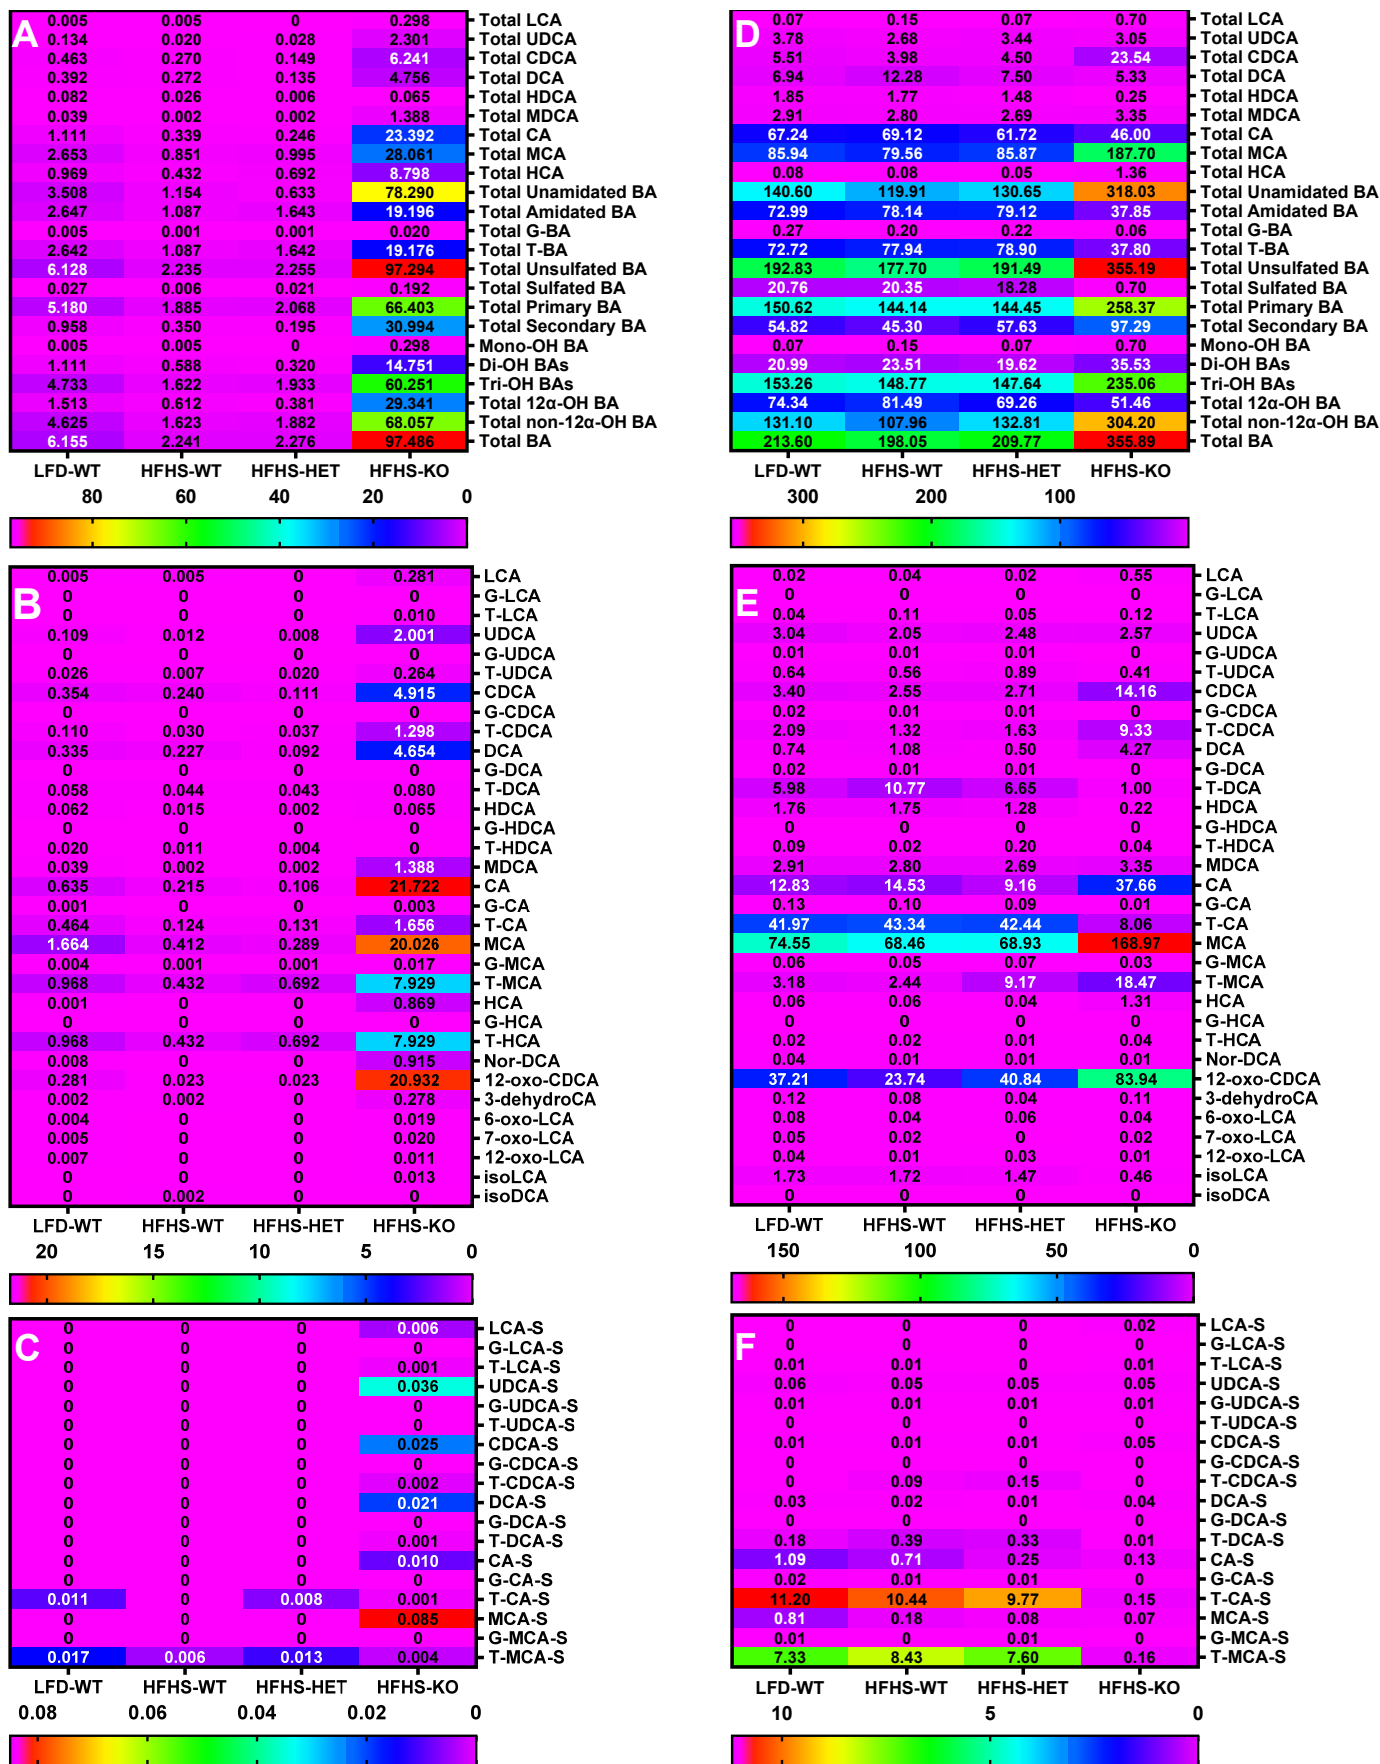 A
0.005 0.005 0 0.298 Total LCA
0.134 0.020 0.028 2.301 Total UDCA
0.463 0.270 0.149 6.241 Total CDCA
0.392 0.272 0.135 4.756 Total DCA
0.082 0.026 0.006 0.065 Total HDCA
0.039 0.002 0.002 1.388 Total MDCA
1.111 0.339 0.246 23.392 Total CA
2.653 0.851 0.995 28.061 Total MCA
0.969 0.432 0.692 8.798 Total HCA
3.508 1.154 0.633 78.290 Total Unamidated BA
2.647 1.087 1.643 19.196 Total Amidated BA
0.005 0.001 0.001 0.020 Total G-BA
2.642 1.087 1.642 19.176 Total T-BA
6.128 2.235 2.255 97.294 Total Unsulfated BA
0.027 0.006 0.021 0.192 Total Sulfated BA
5.180 1.885 2.068 66.403 Total Primary BA
0.958 0.350 0.195 30.994 Total Secondary BA
0.005 0.005 0 0.298 Mono-OH BA
1.111 0.588 0.320 14.751 Di-OH BAs
4.733 1.622 1.933 60.251 Tri-OH BAs
1.513 0.612 0.381 29.341 Total 12α-OH BA
4.625 1.623 1.882 68.057 Total non-12α-OH BA
6.155 2.241 2.276 97.486 Total BA
LFD-WT HFHS-WT HFHS-HET HFHS-KO
80 60 40 20 0
B
0.005 0.005 0 0.281 LCA
0 0 0 0 G-LCA
0 0 0 0.010 T-LCA
0.109 0.012 0.008 2.001 UDCA
0 0 0 0 G-UDCA
0.026 0.007 0.020 0.264 T-UDCA
0.354 0.240 0.111 4.915 CDCA
0 0 0 0 G-CDCA
0.110 0.030 0.037 1.298 T-CDCA
0.335 0.227 0.092 4.654 DCA
0 0 0 0 G-DCA
0.058 0.044 0.043 0.080 T-DCA
0.062 0.015 0.002 0.065 HDCA
0 0 0 0 G-HDCA
0.020 0.011 0.004 0 T-HDCA
0.039 0.002 0.002 1.388 MDCA
0.635 0.215 0.106 21.722 CA
0.001 0 0 0.003 G-CA
0.464 0.124 0.131 1.656 T-CA
1.664 0.412 0.289 20.026 MCA
0.004 0.001 0.001 0.017 G-MCA
0.968 0.432 0.692 7.929 T-MCA
0.001 0 0 0.869 HCA
0 0 0 0 G-HCA
0.968 0.432 0.692 7.929 T-HCA
0.008 0 0 0.915 Nor-DCA
0.281 0.023 0.023 20.932 12-oxo-CDCA
0.002 0.002 0 0.278 3-dehydroCA
0.004 0 0 0.019 6-oxo-LCA
0.005 0 0 0.020 7-oxo-LCA
0.007 0 0 0.011 12-oxo-LCA
0 0 0 0.013 isoLCA
0 0.002 0 0 isoDCA
LFD-WT HFHS-WT HFHS-HET HFHS-KO
20 15 10 5 0
C
0 0 0 0.006 LCA-S
0 0 0 0 G-LCA-S
0 0 0 0.001 T-LCA-S
0 0 0 0.036 UDCA-S
0 0 0 0 G-UDCA-S
0 0 0 0 T-UDCA-S
0 0 0 0.025 CDCA-S
0 0 0 0 G-CDCA-S
0 0 0 0.002 T-CDCA-S
0 0 0 0.021 DCA-S
0 0 0 0 G-DCA-S
0 0 0 0.001 T-DCA-S
0 0 0 0.010 CA-S
0 0 0 0 G-CA-S
0.011 0 0.008 0.001 T-CA-S
0 0 0 0.085 MCA-S
0 0 0 0 G-MCA-S
0.017 0.006 0.013 0.004 T-MCA-S
LFD-WT HFHS-WT HFHS-HET HFHS-KO
0.08 0.06 0.04 0.02 0
D
0.07 0.15 0.07 0.70 Total LCA
3.78 2.68 3.44 3.05 Total UDCA
5.51 3.98 4.50 23.54 Total CDCA
6.94 12.28 7.50 5.33 Total DCA
1.85 1.77 1.48 0.25 Total HDCA
2.91 2.80 2.69 3.35 Total MDCA
67.24 69.12 61.72 46.00 Total CA
85.94 79.56 85.87 187.70 Total MCA
0.08 0.08 0.05 1.36 Total HCA
140.60 119.91 130.65 318.03 Total Unamidated BA
72.99 78.14 79.12 37.85 Total Amidated BA
0.27 0.20 0.22 0.06 Total G-BA
72.72 77.94 78.90 37.80 Total T-BA
192.83 177.70 191.49 355.19 Total Unsulfated BA
20.76 20.35 18.28 0.70 Total Sulfated BA
150.62 144.14 144.45 258.37 Total Primary BA
54.82 45.30 57.63 97.29 Total Secondary BA
0.07 0.15 0.07 0.70 Mono-OH BA
20.99 23.51 19.62 35.53 Di-OH BAs
153.26 148.77 147.64 235.06 Tri-OH BAs
74.34 81.49 69.26 51.46 Total 12α-OH BA
131.10 107.96 132.81 304.20 Total non-12α-OH BA
213.60 198.05 209.77 355.89 Total BA
LFD-WT HFHS-WT HFHS-HET HFHS-KO
300 200 100
E
0.02 0.04 0.02 0.55 LCA
0 0 0 0 G-LCA
0.04 0.11 0.05 0.12 T-LCA
3.04 2.05 2.48 2.57 UDCA
0.01 0.01 0.01 0 G-UDCA
0.64 0.56 0.89 0.41 T-UDCA
3.40 2.55 2.71 14.16 CDCA
0.02 0.01 0.01 0 G-CDCA
2.09 1.32 1.63 9.33 T-CDCA
0.74 1.08 0.50 4.27 DCA
0.02 0.01 0.01 0 G-DCA
5.98 10.77 6.65 1.00 T-DCA
1.76 1.75 1.28 0.22 HDCA
0 0 0 0 G-HDCA
0.09 0.02 0.20 0.04 T-HDCA
2.91 2.80 2.69 3.35 MDCA
12.83 14.53 9.16 37.66 CA
0.13 0.10 0.09 0.01 G-CA
41.97 43.34 42.44 8.06 T-CA
74.55 68.46 68.93 168.97 MCA
0.06 0.05 0.07 0.03 G-MCA
3.18 2.44 9.17 18.47 T-MCA
0.06 0.06 0.04 1.31 HCA
0 0 0 0 G-HCA
0.02 0.02 0.01 0.04 T-HCA
0.04 0.01 0.01 0.01 Nor-DCA
37.21 23.74 40.84 83.94 12-oxo-CDCA
0.12 0.08 0.04 0.11 3-dehydroCA
0.08 0.04 0.06 0.04 6-oxo-LCA
0.05 0.02 0 0.02 7-oxo-LCA
0.04 0.01 0.03 0.01 12-oxo-LCA
1.73 1.72 1.47 0.46 isoLCA
0 0 0 0 isoDCA
LFD-WT HFHS-WT HFHS-HET HFHS-KO
150 100 50 0
F
0 0 0 0.02 LCA-S
0 0 0 0 G-LCA-S
0.01 0.01 0 0.01 T-LCA-S
0.06 0.05 0.05 0.05 UDCA-S
0.01 0.01 0.01 0.01 G-UDCA-S
0 0 0 0 T-UDCA-S
0.01 0.01 0.01 0.05 CDCA-S
0 0 0 0 G-CDCA-S
0 0.09 0.15 0 T-CDCA-S
0.03 0.02 0.01 0.04 DCA-S
0 0 0 0 G-DCA-S
0.18 0.39 0.33 0.01 T-DCA-S
1.09 0.71 0.25 0.13 CA-S
0.02 0.01 0.01 0 G-CA-S
11.20 10.44 9.77 0.15 T-CA-S
0.81 0.18 0.08 0.07 MCA-S
0.01 0 0.01 0 G-MCA-S
7.33 8.43 7.60 0.16 T-MCA-S
LFD-WT HFHS-WT HFHS-HET HFHS-KO
10 5 0